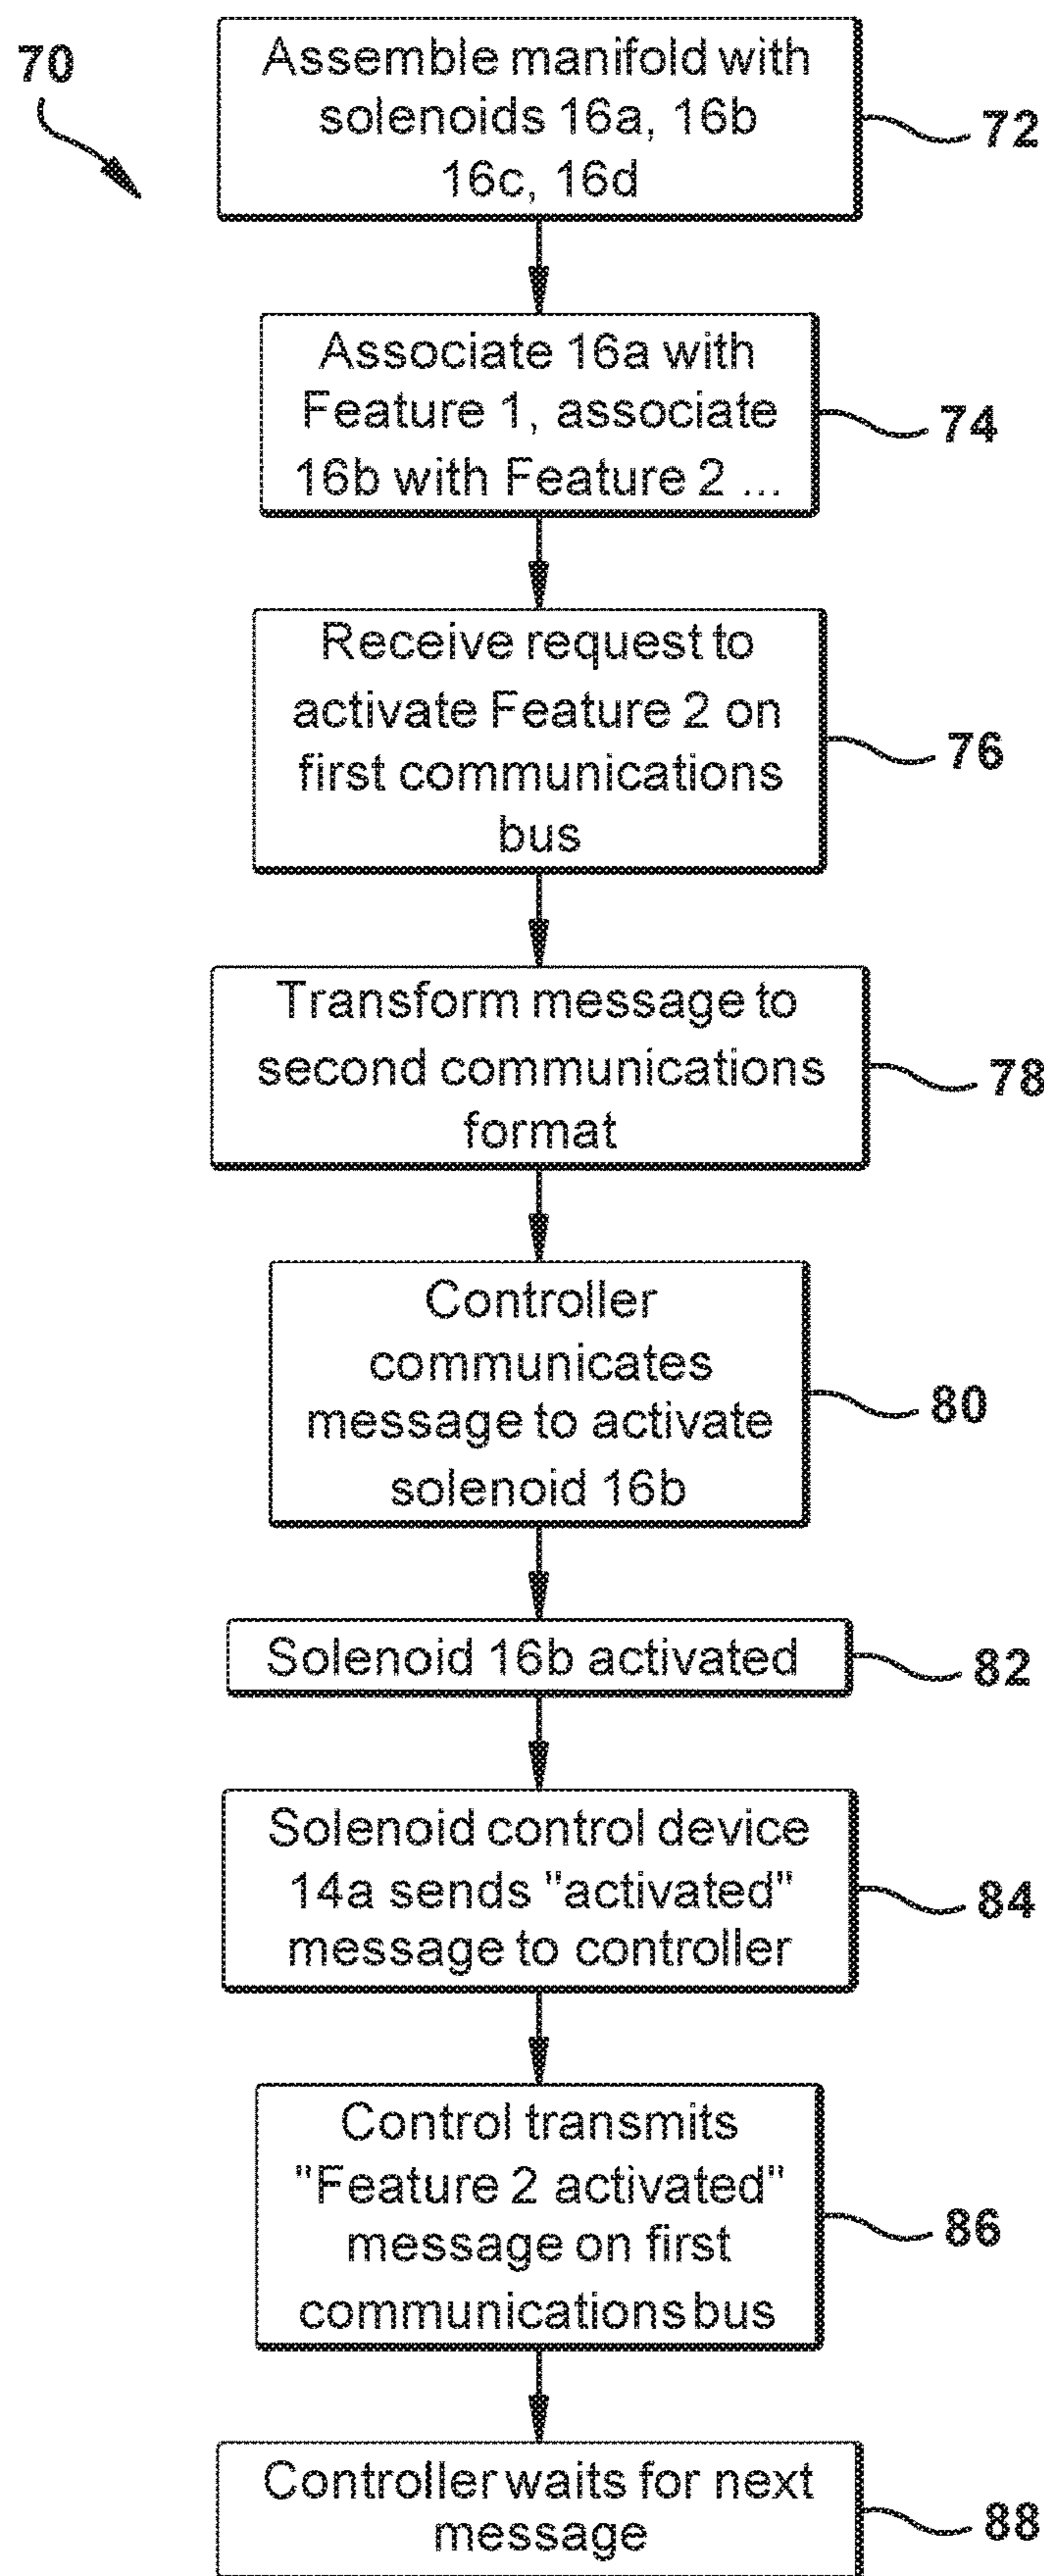 70
Assemble manifold with
solenoids 16a, 16b
16c, 16d
72
Associate 16a with
Feature 1, associate
16b with Feature 2 ...
74
Receive request to
activate Feature 2 on
first communications
bus
76
Transform message to
second communications
format
78
Controller
communicates
message to activate
solenoid 16b
80
Solenoid 16b activated
82
Solenoid control device
14a sends "activated"
message to controller
84
Control transmits
"Feature 2 activated"
message on first
communications bus
86
Controller waits for next
message
88